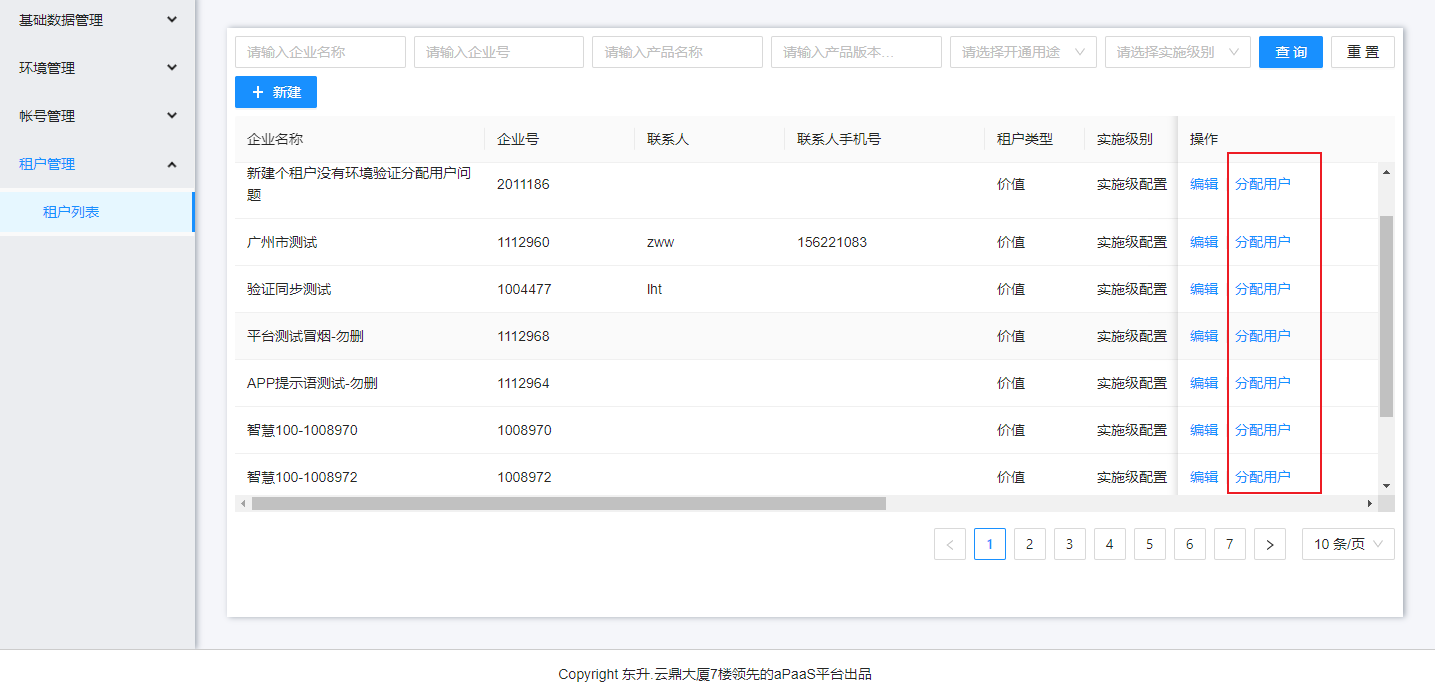 基础数据管理
环境管理
帐号管理
租户管理
租户列表
请输入企业名称 请输入企业号 请输入产品名称 请输入产品版本... 请选择开通用途 请选择实施级别 查 询 重 置
+ 新建
企业名称 企业号 联系人 联系人手机号 租户类型 实施级别 操作
新建个租户没有环境验证分配用户问
题 2011186 价值 实施级配置 编辑 分配用户
广州市测试 1112960 zww 156221083 价值 实施级配置 编辑 分配用户
验证同步测试 1004477 lht 价值 实施级配置 编辑 分配用户
平台测试冒烟-勿删 1112968 价值 实施级配置 编辑 分配用户
APP提示语测试-勿删 1112964 价值 实施级配置 编辑 分配用户
智慧100-1008970 1008970 价值 实施级配置 编辑 分配用户
智慧100-1008972 1008972 价值 实施级配置 编辑 分配用户
< 1 2 3 4 5 6 7 > 10 条/页
Copyright 东升.云鼎大厦7楼领先的aPaaS平台出品